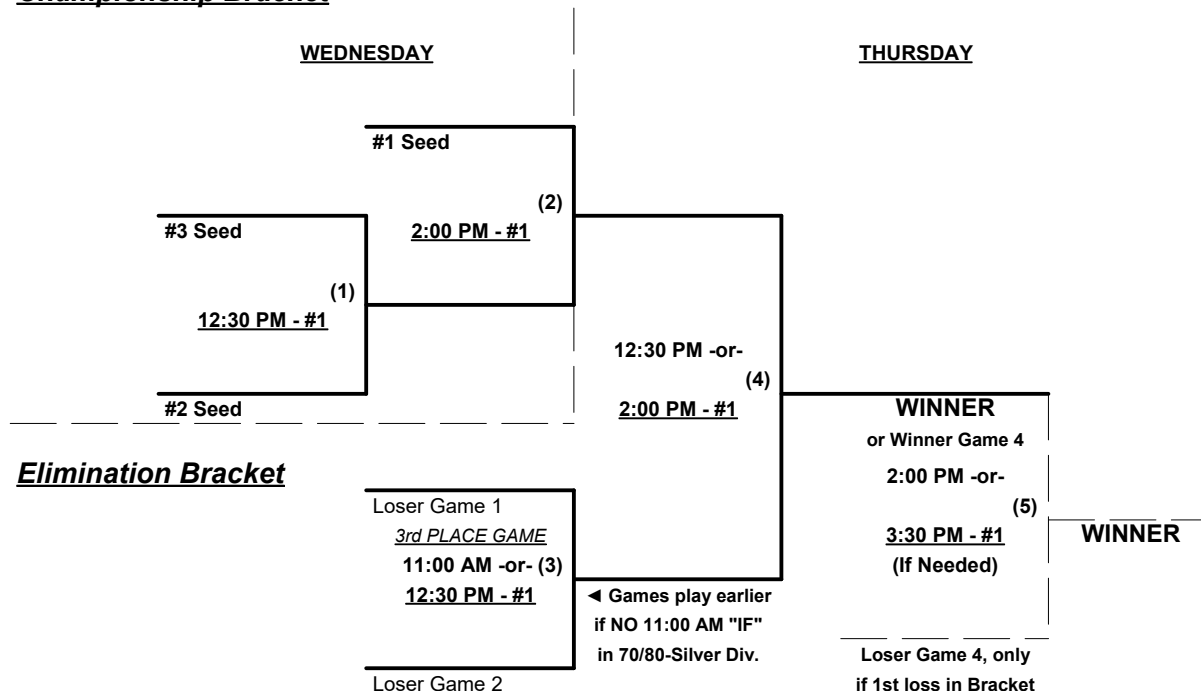 Championship Bracket
WEDNESDAY
THURSDAY
#1 Seed
(2)
2:00 PM - #1
#3 Seed
(1)
12:30 PM - #1
#2 Seed
12:30 PM -or-
(4)
2:00 PM - #1
WINNER
or Winner Game 4
2:00 PM -or-
(5)
3:30 PM - #1
(If Needed)
WINNER
Loser Game 4, only
if 1st loss in Bracket
Elimination Bracket
Loser Game 1
3rd PLACE GAME
11:00 AM -or- (3)
12:30 PM - #1
Loser Game 2
◄ Games play earlier
if NO 11:00 AM "IF"
in 70/80-Silver Div.